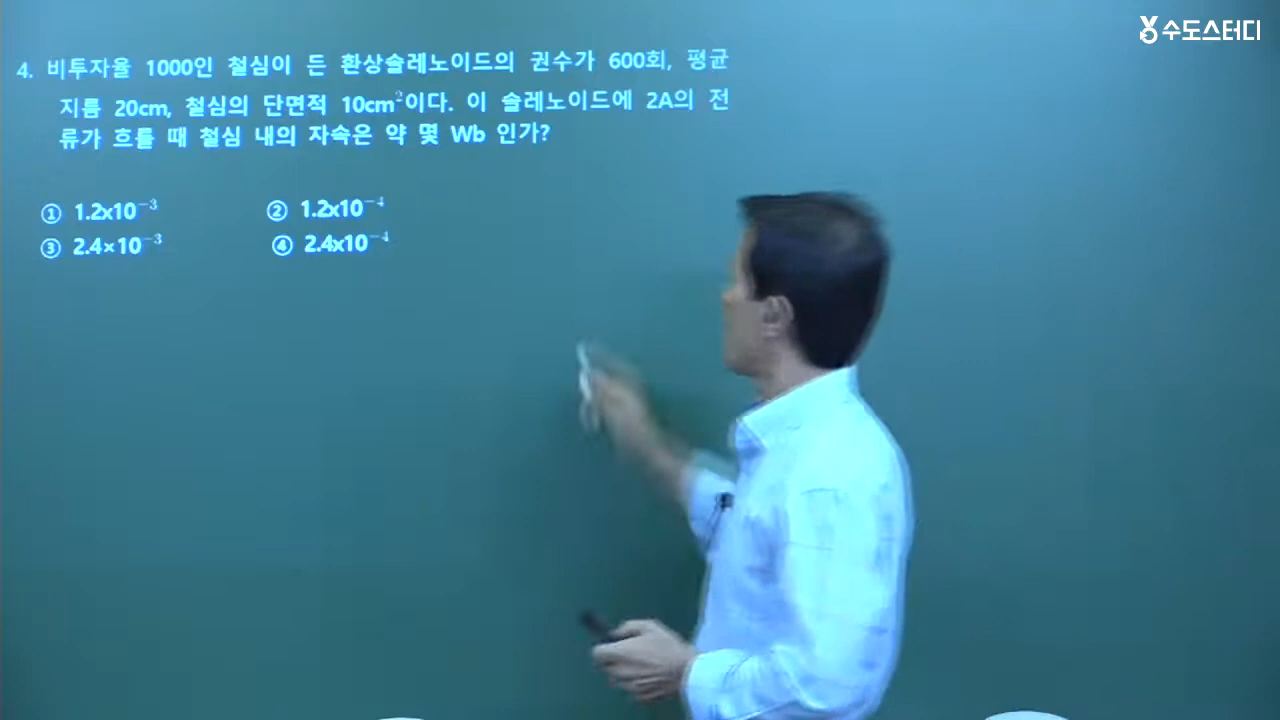 수도스터디
4. 비투자율 1000인 철심이 든 환상솔레노이드의 권수가 600회, 평균
지름 20cm, 철심의 단면적 10cm²이다. 이 솔레노이드에 2A의 전
류가 흐를 때 철심 내의 자속은 약 몇 Wb 인가?
① 1.2x10⁻³ ② 1.2x10⁻⁴
③ 2.4×10⁻³ ④ 2.4x10⁻⁴